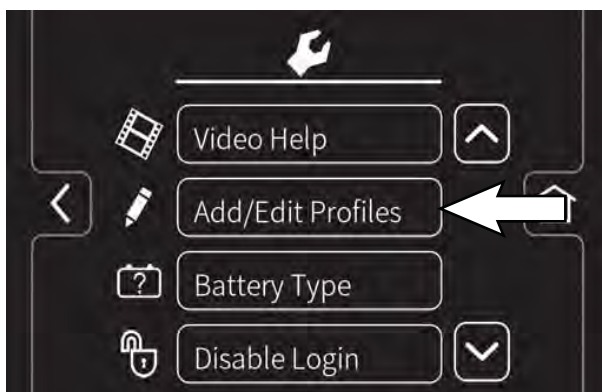 Video Help
Add/Edit Profiles
?
Battery Type
Disable Login